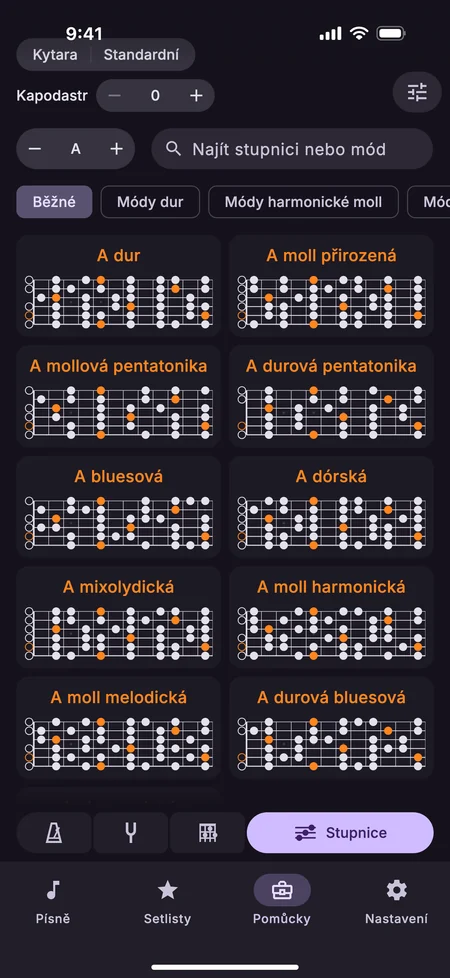 9:41
Kytara Standardní
Kapodastr 0
A Najít stupnici nebo mód
Běžné Módy dur Módy harmonické moll
A dur A moll přirozená
A mollová pentatonika A durová pentatonika
A bluesová A dórská
A mixolydická A moll harmonická
A moll melodická A durová bluesová
Stupnice
Písně Setlisty Pomůcky Nastavení